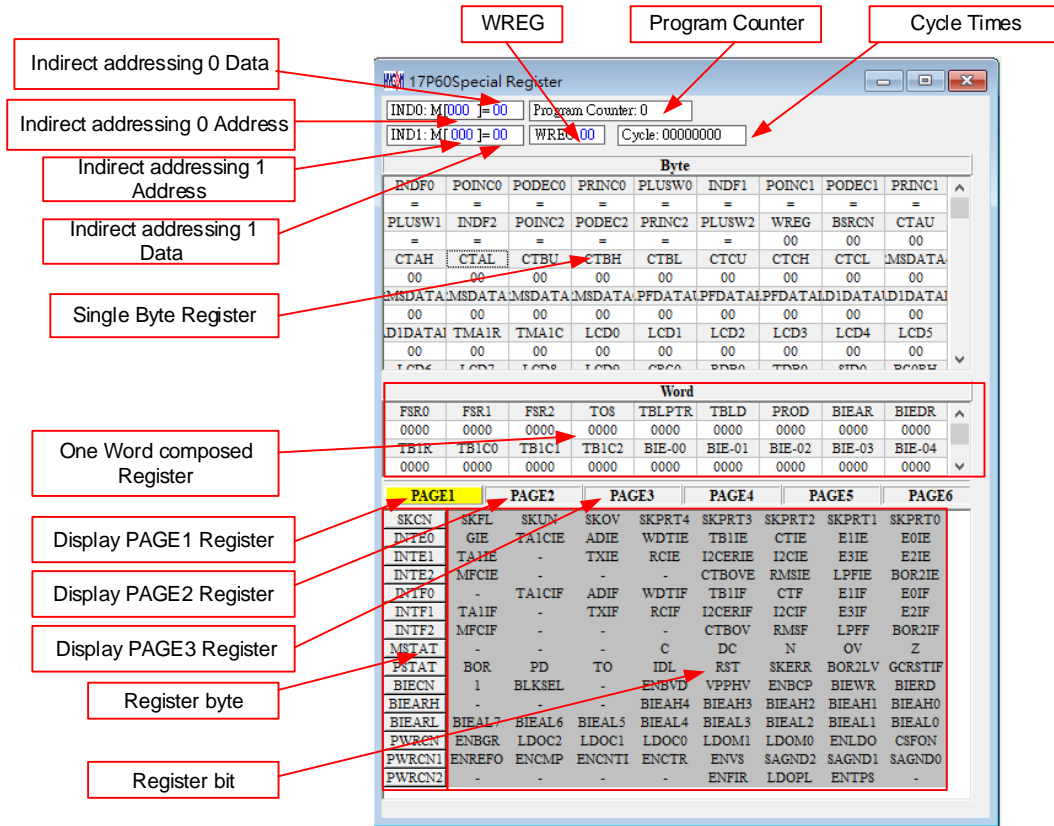 WREG
Program Counter
Cycle Times
Indirect addressing 0 Data
Indirect addressing 0 Address
Indirect addressing 1
Address
Indirect addressing 1
Data
Single Byte Register
One Word composed
Register
Display PAGE1 Register
Display PAGE2 Register
Display PAGE3 Register
Register byte
Register bit
17P60Special Register
IND0: M[000 ]= 00 Program Counter: 0
IND1: M[ 000 ]= 00 WREG 00 Cycle: 00000000
Byte
INDF0 POINC0 PODEC0 PRINC0 PLUSW0 INDF1 POINC1 PODEC1 PRINC1
= = = = = = = = =
PLUSW1 INDF2 POINC2 PODEC2 PRINC2 PLUSW2 WREG BSRCN CTAU
= = = = = = 00 00 00
CTAH CTAL CTBU CTBH CTBL CTCU CTCH CTCL :MSDATA
00 00 00 00 00 00 00 00 00
:MSDATA :MSDATA :MSDATA :MSDATA
00 00 00 00 00 00 00 00 00
TMA1R TMA1C LCD0 LCD1 LCD2 LCD3 LCD4 LCD5
00 00 00 00 00 00 00 00 00
Word
FSR0 FSR1 FSR2 TOS TBLPTR TBLD PROD BIEAR BIEDR
0000 0000 0000 0000 0000 0000 0000 0000 0000
TB1R TB1C0 TB1C1 TB1C2 BIE-00 BIE-01 BIE-02 BIE-03 BIE-04
0000 0000 0000 0000 0000 0000 0000 0000 0000
PAGE1 PAGE2 PAGE3 PAGE4 PAGE5 PAGE6
SKCN SKFL SKUN SKOV SKPRT4 SKPRT3 SKPRT2 SKPRT1 SKPRT0
INTE0 GIE TA1CIE ADIE WDTIE TB1IE CTIE E1IE E0IE
INTE1 TA1IE - TXIE RCIE I2CERIE I2CIE E3IE E2IE
INTE2 MFCIE - - - CTBOVE RMSIE LPFIE BOR2IE
INTF0 - TA1CIF ADIF WDTIF TB1IF CTF E1IF E0IF
INTF1 TA1IF - TXIF RCIF I2CERIF I2CIF E3IF E2IF
INTF2 MFCIF - - - CTBOV RMSF LPFF BOR2IF
MSTAT - - - C DC N OV Z
PSTAT BOR PD TO IDL RST SKERR BOR2LV GCRSTIF
BIECN 1 BLKSEL - ENBVD VPPHV ENBCP BIEWR BIERD
BIEARH - - - BIEAH4 BIEAH3 BIEAH2 BIEAH1 BIEAH0
BIEARL BIEAL7 BIEAL6 BIEAL5 BIEAL4 BIEAL3 BIEAL2 BIEAL1 BIEAL0
PWRCN ENBGR LDOC2 LDOC1 LDOC0 LDOM1 LDOM0 ENLDO CSFON
PWRCN1 ENREFO ENCMP ENCNTI ENCTR ENVS SAGND2 SAGND1 SAGND0
PWRCN2 - - - - ENFIR LDOPL ENTPS -